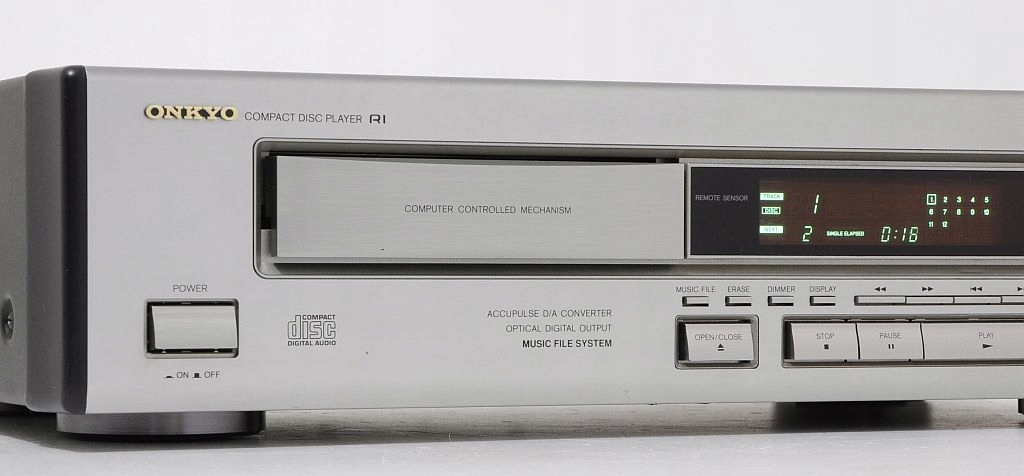 ONKYO COMPACT DISC PLAYER RI
COMPUTER CONTROLLED MECHANISM
REMOTE SENSOR
TRACK 1
DISC
NEXT 2 SINGLE ELAPSED 0:16
1 2 3 4 5
6 7 8 9 10
11 12
POWER
ON OFF
COMPACT
disc
DIGITAL AUDIO
ACCUPULSE D/A CONVERTER
OPTICAL DIGITAL OUTPUT
MUSIC FILE SYSTEM
MUSIC FILE ERASE DIMMER DISPLAY
OPEN/CLOSE STOP PAUSE PLAY